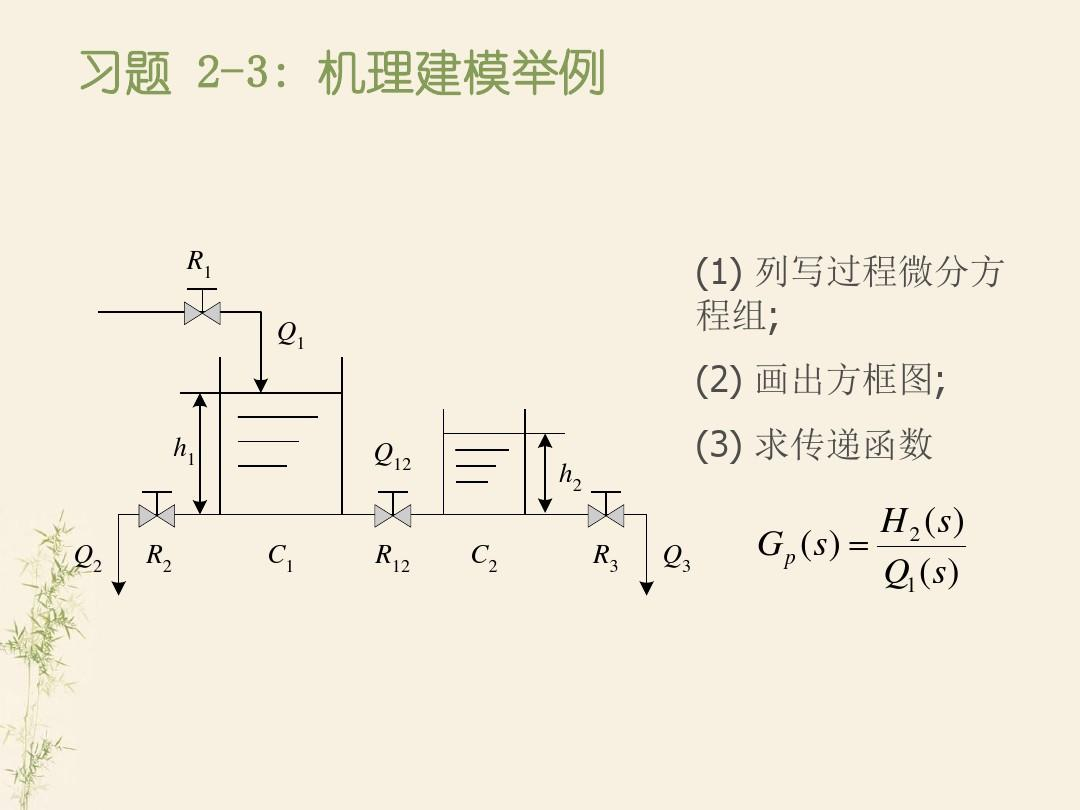 习题 2-3: 机理建模举例
R1
Q1
h1
Q12
h2
Q2
R2
C1
R12
C2
R3
Q3
(1) 列写过程微分方
程组;
(2) 画出方框图;
(3) 求传递函数
Gp(s) = H2(s) / Q1(s)